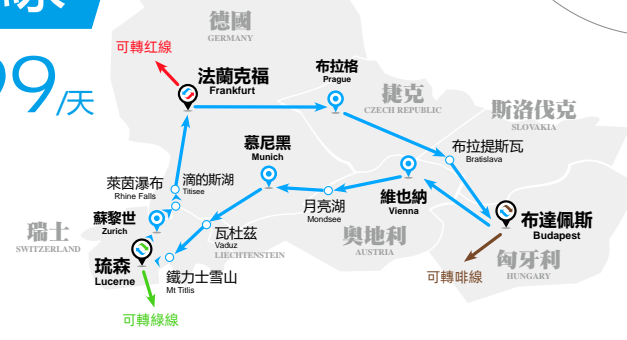 線
99/天
德國
GERMANY
可轉红線
法蘭克福
Frankfurt
布拉格
Prague
捷克
CZECH REPUBLIC
斯洛伐克
SLOVAKIA
布拉提斯瓦
Bratislava
慕尼黑
Munich
萊茵瀑布
Rhine Falls
滴的斯湖
Titisee
月亮湖
Mondsee
維也納
Vienna
布達佩斯
Budapest
蘇黎世
Zurich
瓦杜茲
Vaduz
LIECHTENSTEIN
奧地利
AUSTRIA
瑞士
SWITZERLAND
琉森
Lucerne
鐵力士雪山
Mt Titlis
可轉啡線
匈牙利
HUNGARY
可轉綠線